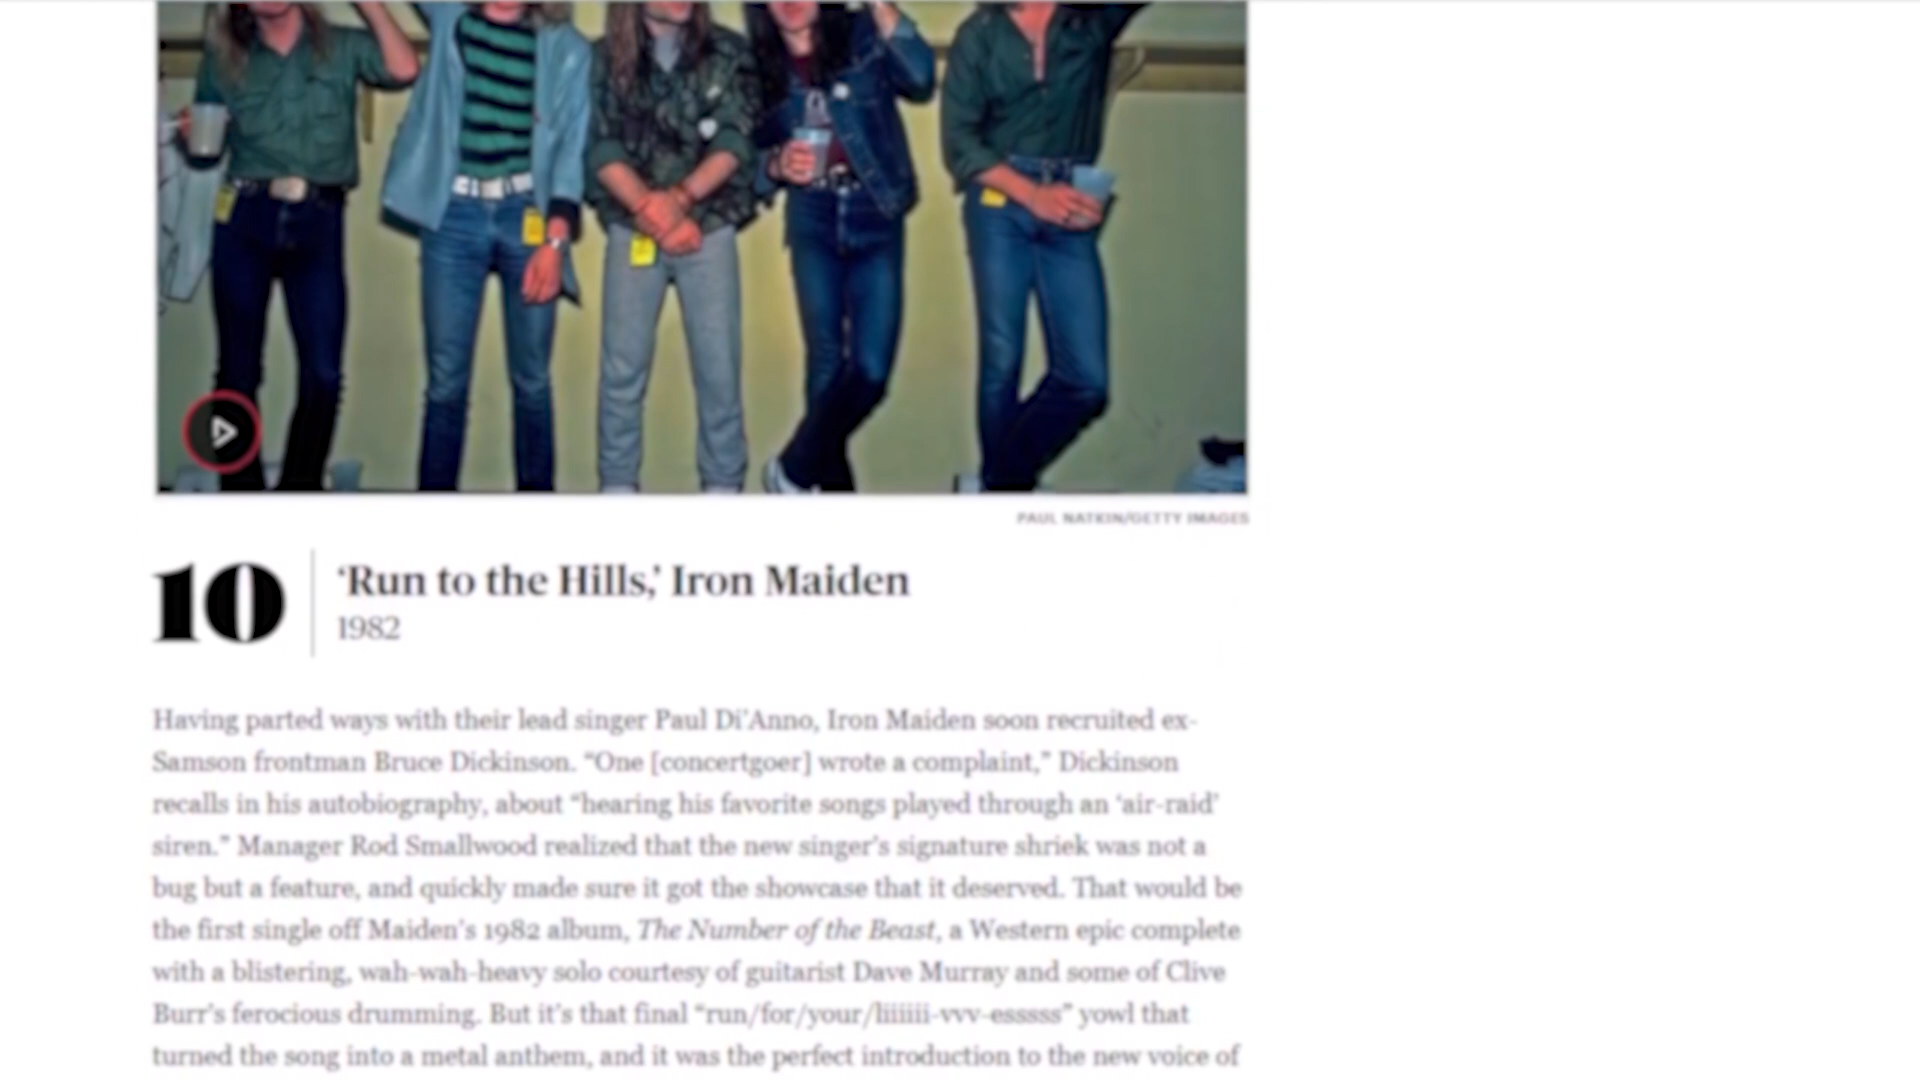 PAUL NATKIN/GETTY IMAGES
10
‘Run to the Hills,’ Iron Maiden
1982
Having parted ways with their lead singer Paul Di’Anno, Iron Maiden soon recruited ex-
Samson frontman Bruce Dickinson. “One [concertgoer] wrote a complaint,” Dickinson
recalls in his autobiography, about “hearing his favorite songs played through an ‘air-raid’
siren.” Manager Rod Smallwood realized that the new singer’s signature shriek was not a
bug but a feature, and quickly made sure it got the showcase that it deserved. That would be
the first single off Maiden’s 1982 album, The Number of the Beast, a Western epic complete
with a blistering, wah-wah-heavy solo courtesy of guitarist Dave Murray and some of Clive
Burr’s ferocious drumming. But it’s that final “run/for/your/liiiiii-vvv-esssss” yowl that
turned the song into a metal anthem, and it was the perfect introduction to the new voice of